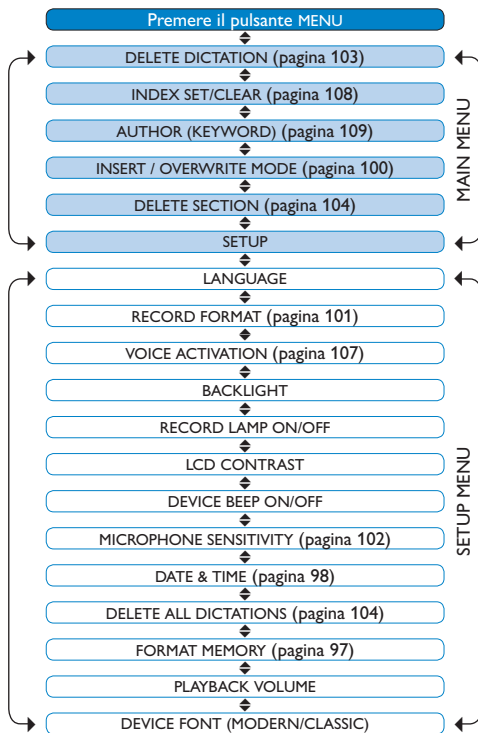 Premere il pulsante MENU
DELETE DICTATION (pagina 103)
INDEX SET/CLEAR (pagina 108)
AUTHOR (KEYWORD) (pagina 109)
INSERT / OVERWRITE MODE (pagina 100)
DELETE SECTION (pagina 104)
SETUP
MAIN MENU
LANGUAGE
RECORD FORMAT (pagina 101)
VOICE ACTIVATION (pagina 107)
BACKLIGHT
RECORD LAMP ON/OFF
LCD CONTRAST
DEVICE BEEP ON/OFF
MICROPHONE SENSITIVITY (pagina 102)
DATE & TIME (pagina 98)
DELETE ALL DICTATIONS (pagina 104)
FORMAT MEMORY (pagina 97)
PLAYBACK VOLUME
DEVICE FONT (MODERN/CLASSIC)
SETUP MENU